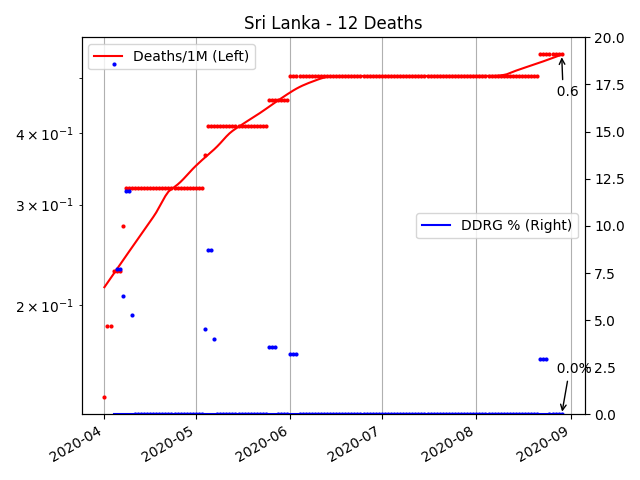 Sri Lanka - 12 Deaths
Deaths/1M (Left)
DDRG % (Right)
0.6
0.0%
4 × 10⁻¹
3 × 10⁻¹
2 × 10⁻¹
20.0
17.5
15.0
12.5
10.0
7.5
5.0
2.5
0.0
2020-04
2020-05
2020-06
2020-07
2020-08
2020-09